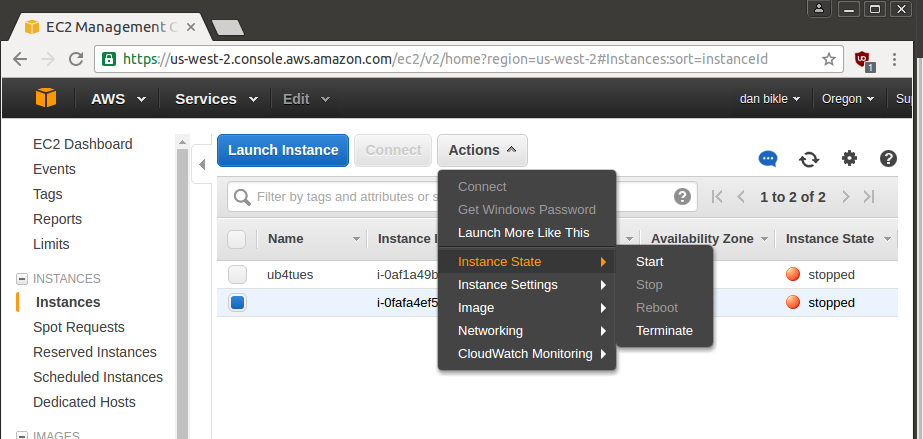 EC2 Management C
https://us-west-2.console.aws.amazon.com/ec2/v2/home?region=us-west-2#Instances:sort=instanceId
1
AWS Services Edit dan bikle Oregon
EC2 Dashboard
Events
Tags
Reports
Limits
INSTANCES
Instances
Spot Requests
Reserved Instances
Scheduled Instances
Dedicated Hosts
IMAGES
Launch Instance Connect Actions
Filter by tags and attributes or 1 to 2 of 2
Name Instance Availability Zone Instance State
ub4tues i-0af1a49b stopped
i-0fafa4ef5 stopped
Connect
Get Windows Password
Launch More Like This
Instance State
Instance Settings
Image
Networking
CloudWatch Monitoring
Start
Stop
Reboot
Terminate